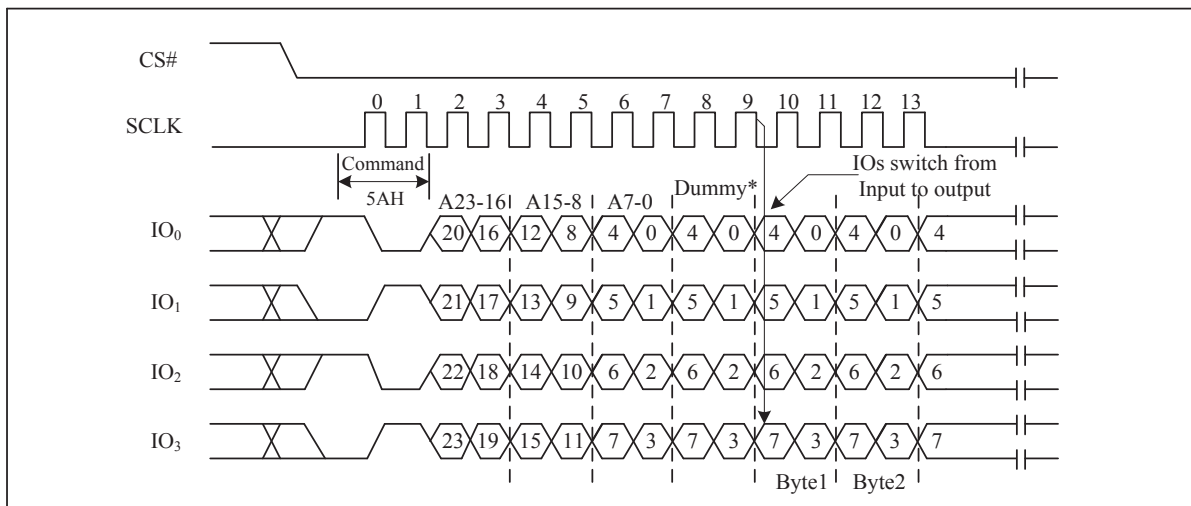 CS#
0 1 2 3 4 5 6 7 8 9 10 11 12 13
SCLK
Command
5AH
IOs switch from
Input to output
Dummy*
A23-16 A15-8 A7-0
IO₀ 20 16 12 8 4 0 4 0 4 0 4 0 4
IO₁ 21 17 13 9 5 1 5 1 5 1 5 1 5
IO₂ 22 18 14 10 6 2 6 2 6 2 6 2 6
IO₃ 23 19 15 11 7 3 7 3 7 3 7 3 7
Byte1 Byte2